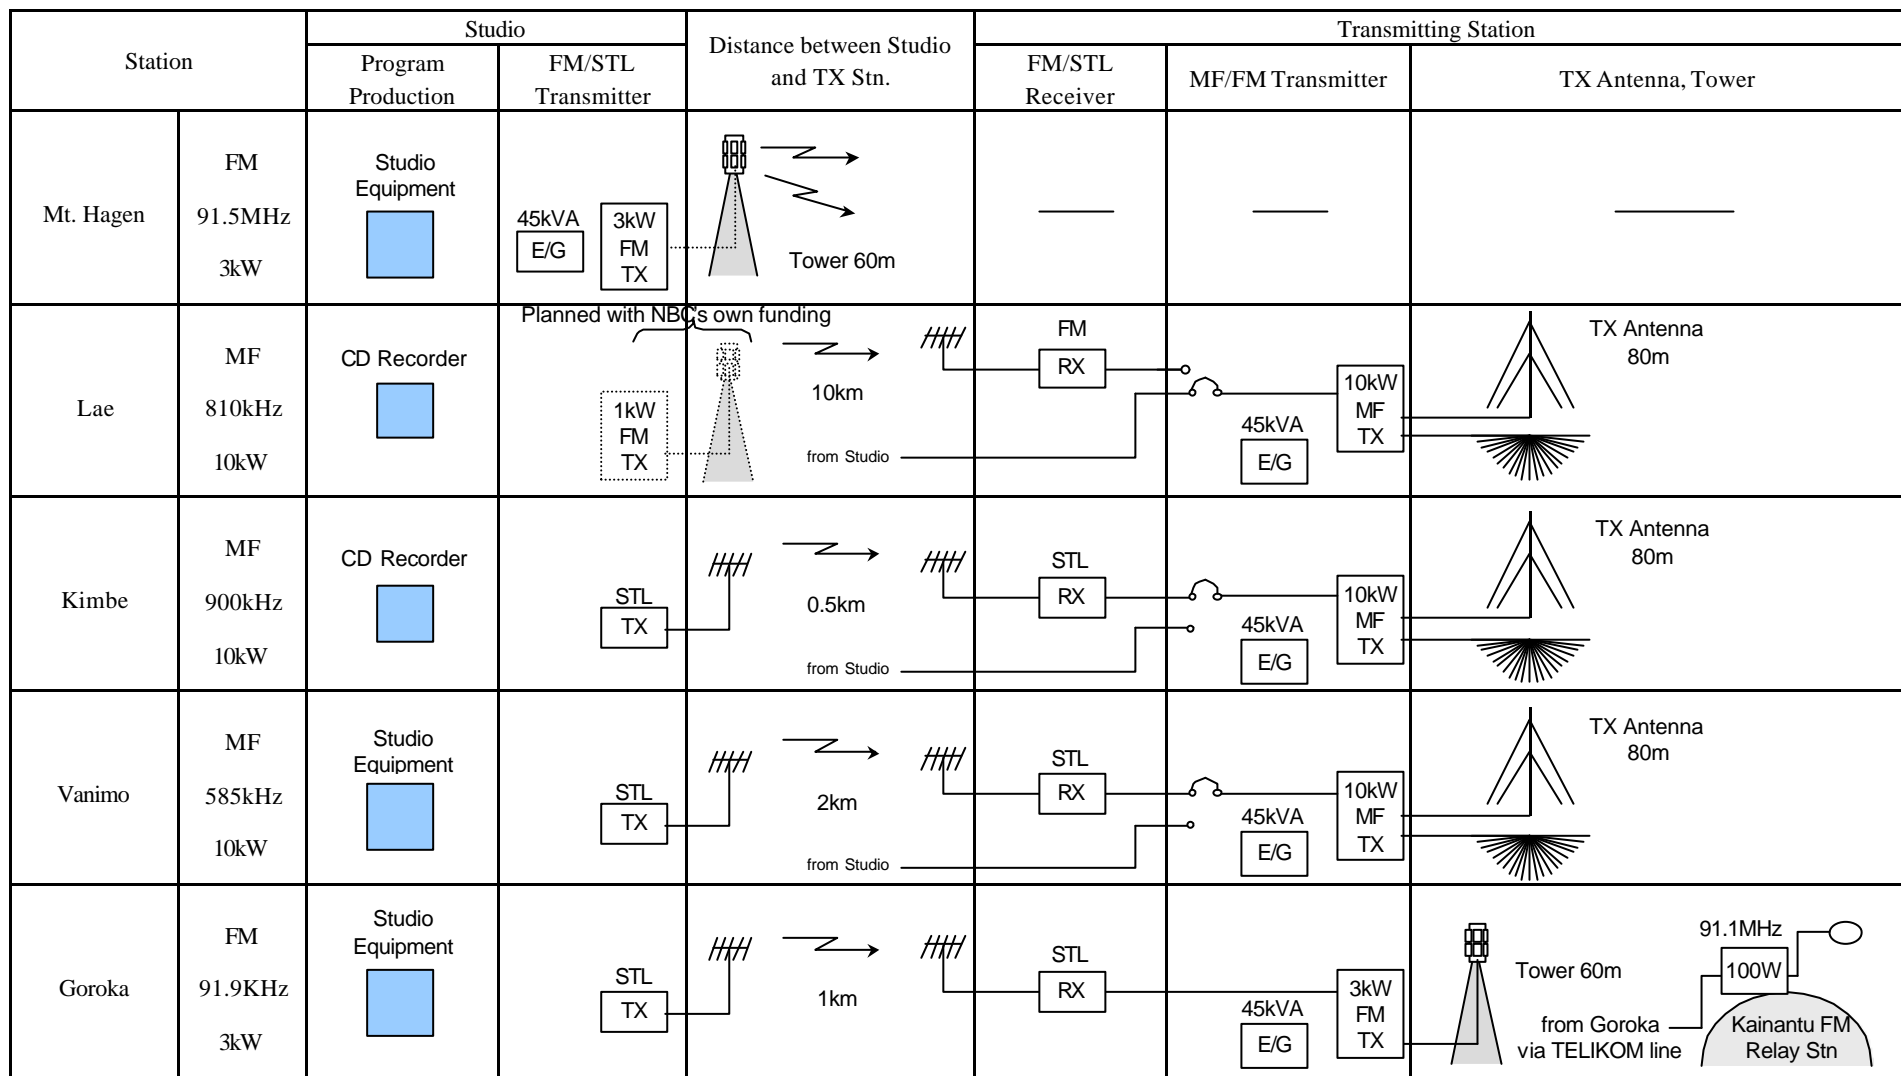 Station
Studio
Distance between Studio
and TX Stn.
Transmitting Station
Program
Production
FM/STL
Transmitter
FM/STL
Receiver
MF/FM Transmitter
TX Antenna, Tower
Mt. Hagen
FM
91.5MHz
3kW
Studio
Equipment
45kVA
E/G
3kW
FM
TX
Tower 60m
Lae
MF
810kHz
10kW
CD Recorder
Planned with NBC's own funding
1kW
FM
TX
10km
from Studio
FM
RX
45kVA
E/G
10kW
MF
TX
TX Antenna
80m
Kimbe
MF
900kHz
10kW
CD Recorder
STL
TX
0.5km
from Studio
STL
RX
45kVA
E/G
10kW
MF
TX
TX Antenna
80m
Vanimo
MF
585kHz
10kW
Studio
Equipment
STL
TX
2km
from Studio
STL
RX
45kVA
E/G
10kW
MF
TX
TX Antenna
80m
Goroka
FM
91.9KHz
3kW
Studio
Equipment
STL
TX
1km
STL
RX
45kVA
E/G
3kW
FM
TX
Tower 60m
from Goroka
via TELIKOM line
91.1MHz
100W
Kainantu FM
Relay Stn